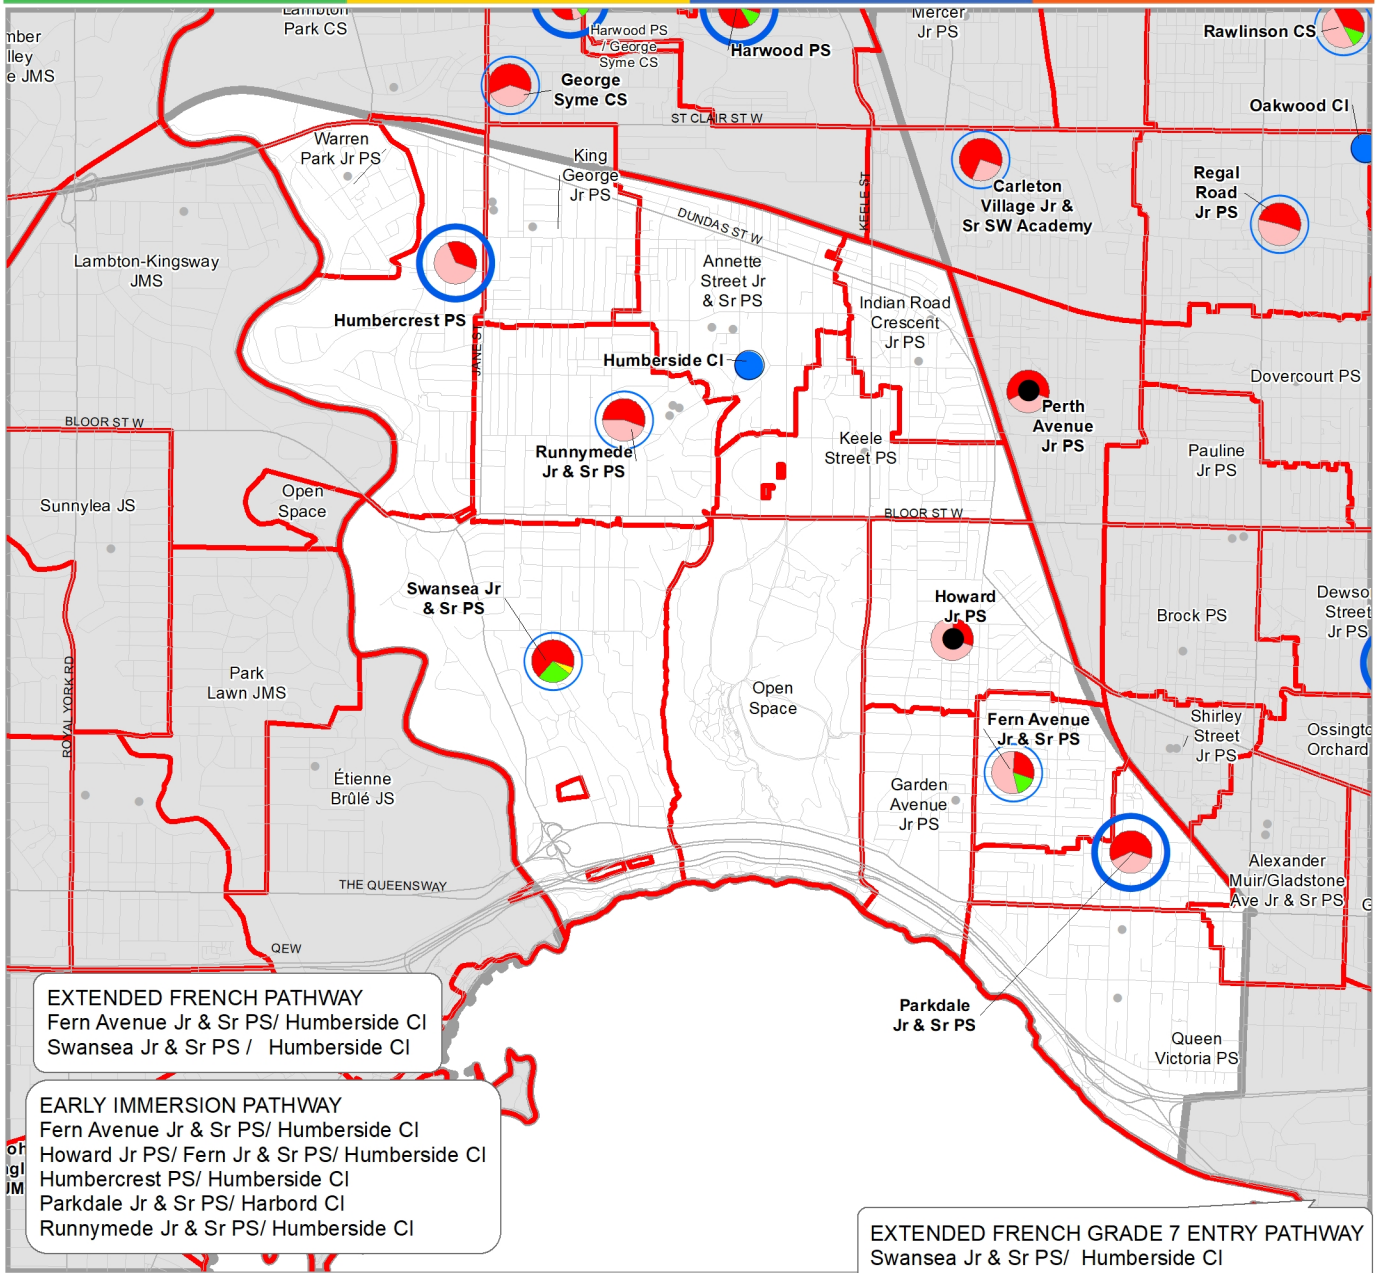 Lambton
Park CS
Harwood PS
/ George
Syme CS
Harwood PS
Mercer
Jr PS
Rawlinson CS
George
Syme CS
e JMS
ST CLAIR ST W
Oakwood CI
Warren
Park Jr PS
King
George
Jr PS
KEELE ST
Carleton
Village Jr &
Sr SW Academy
Regal
Road
Jr PS
DUNDAS ST W
Lambton-Kingsway
JMS
Annette
Street Jr
& Sr PS
Indian Road
Crescent
Jr PS
Humbercrest PS
JANE ST
Humberside CI
Dovercourt PS
Perth
Avenue
Jr PS
BLOOR ST W
Runnymede
Jr & Sr PS
Keele
Street PS
Pauline
Jr PS
Sunnylea JS
Open
Space
BLOOR ST W
Swansea Jr
& Sr PS
Howard
Jr PS
Brock PS
Street
Jr PS
ROYAL YORK RD
Park
Lawn JMS
Open
Space
Fern Avenue
Jr & Sr PS
Shirley
Street
Jr PS
Orchard
Étienne
Brûlé JS
Garden
Avenue
Jr PS
THE QUEENSWAY
Alexander
Muir/Gladstone
Ave Jr & Sr PS
QEW
Parkdale
Jr & Sr PS
Queen
Victoria PS
EXTENDED FRENCH PATHWAY
Fern Avenue Jr & Sr PS/ Humberside CI
Swansea Jr & Sr PS /  Humberside CI
EARLY IMMERSION PATHWAY
Fern Avenue Jr & Sr PS/ Humberside CI
Howard Jr PS/ Fern Jr & Sr PS/ Humberside CI
Humbercrest PS/ Humberside CI
Parkdale Jr & Sr PS/ Harbord CI
Runnymede Jr & Sr PS/ Humberside CI
EXTENDED FRENCH GRADE 7 ENTRY PATHWAY
Swansea Jr & Sr PS/  Humberside CI